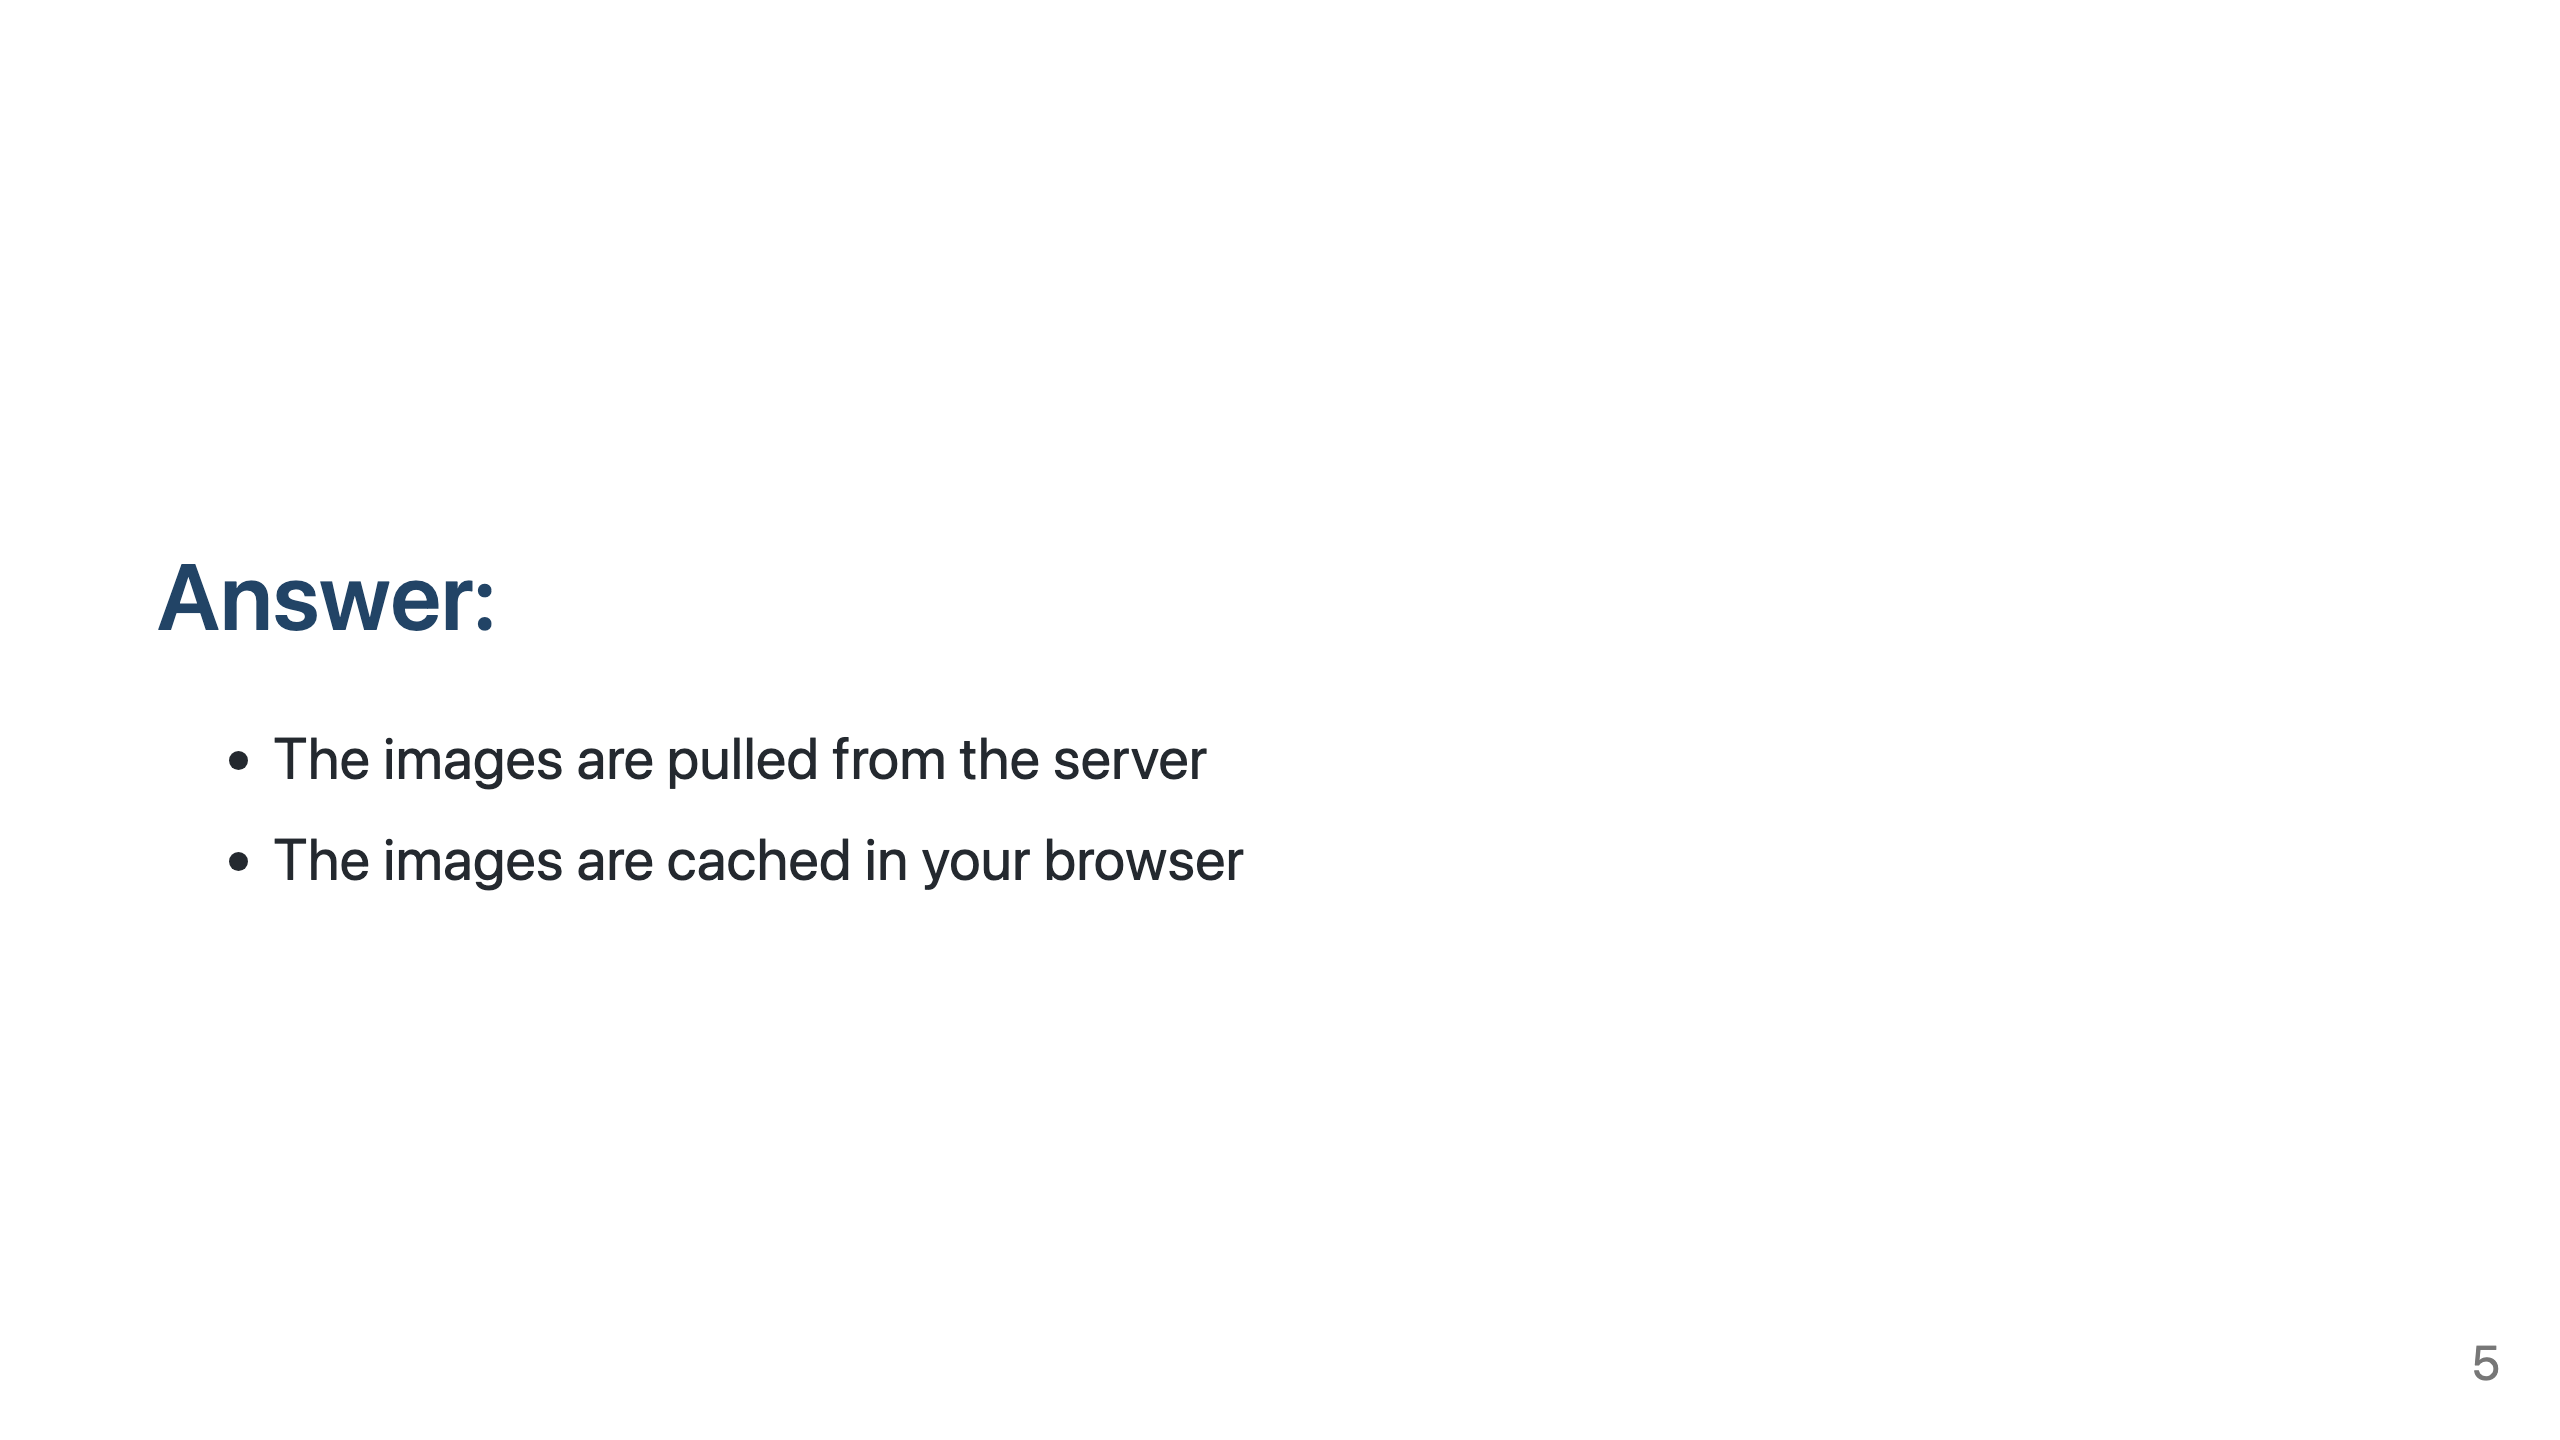 Answer:
• The images are pulled from the server
• The images are cached in your browser
5